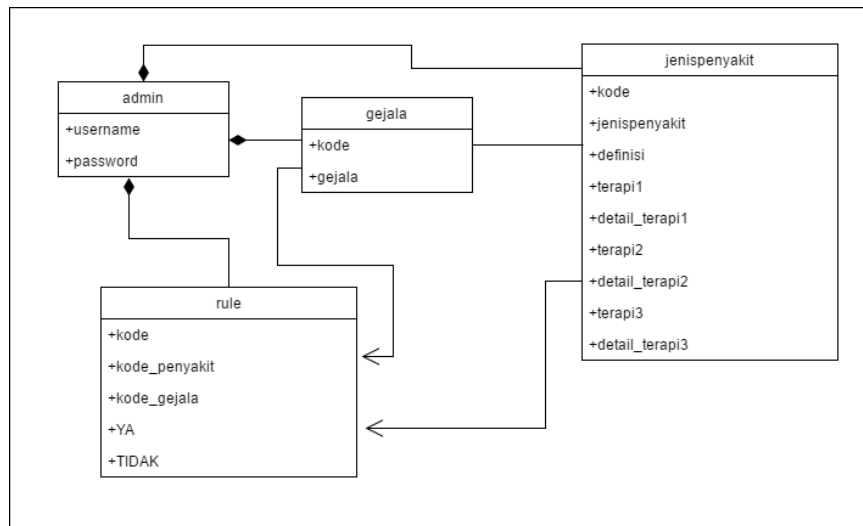 admin
+username
+password
gejala
+kode
+gejala
jenispenyakit
+kode
+jenispenyakit
+definisi
+terapi1
+detail_terapi1
+terapi2
+detail_terapi2
+terapi3
+detail_terapi3
rule
+kode
+kode_penyakit
+kode_gejala
+YA
+TIDAK